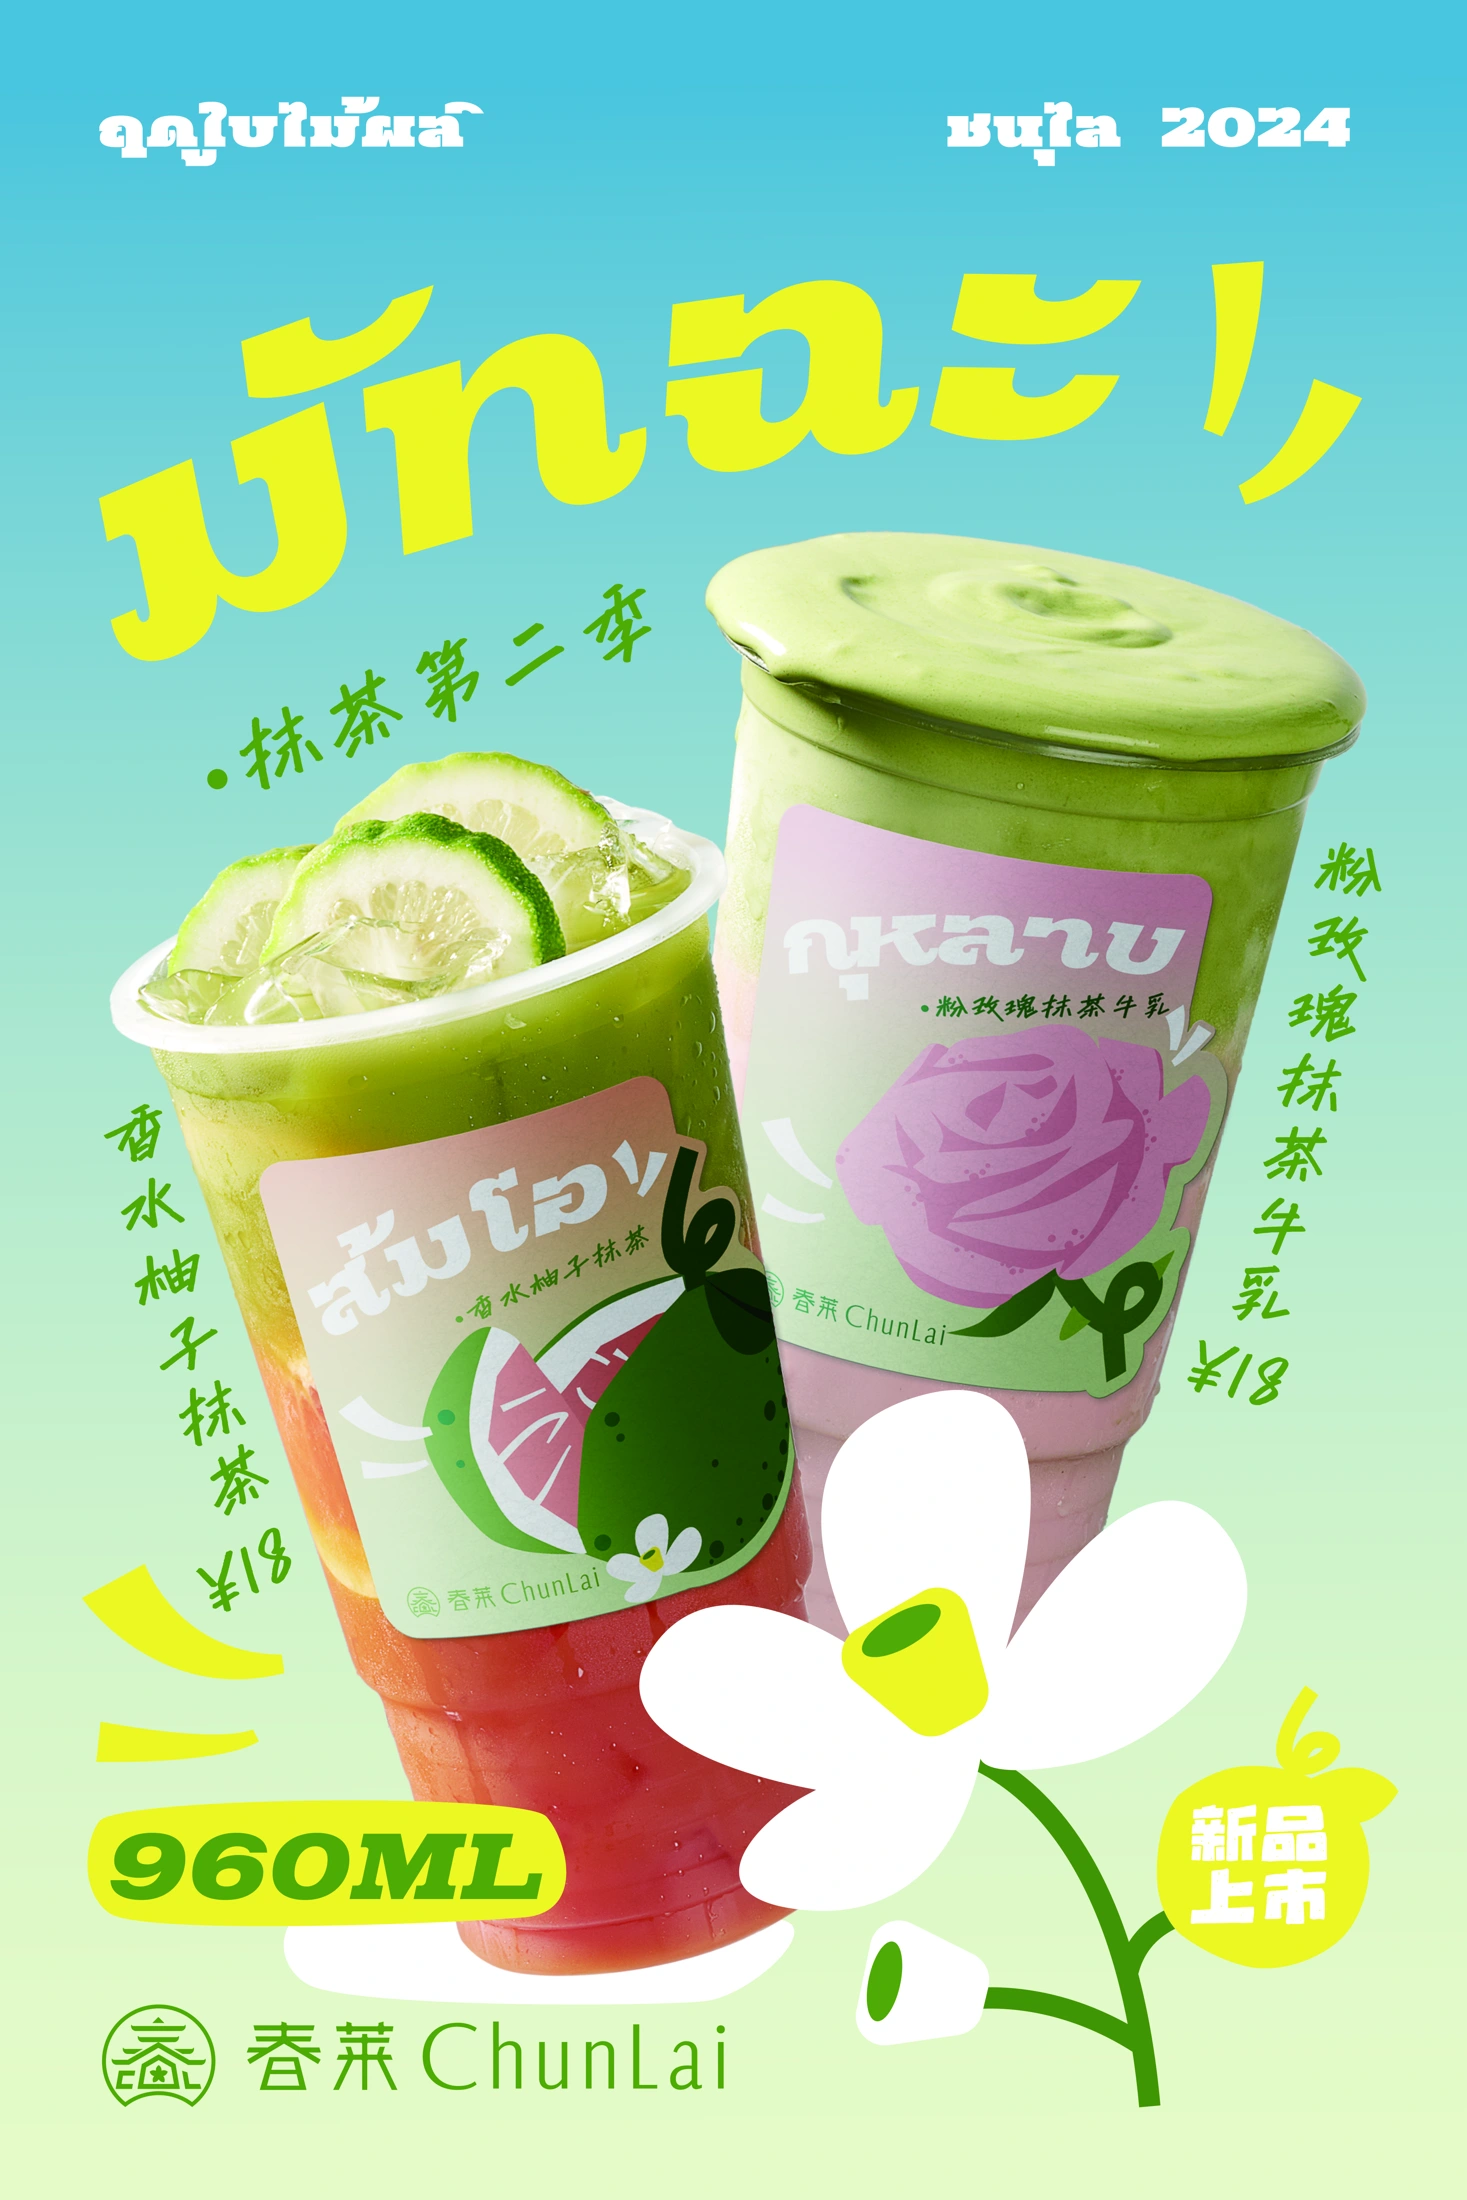 ฤดูใบไม้ผลิ
ชนุไล 2024
มัทฉะ
·抹茶第二季
กุหลาบ
·粉玫瑰抹茶牛乳
春莱 ChunLai
粉玫瑰抹茶牛乳
¥18
ส้มโอ
·香水柚子抹茶
春莱 ChunLai
香水柚子抹茶
¥18
960ML
新品
上市
春莱 ChunLai